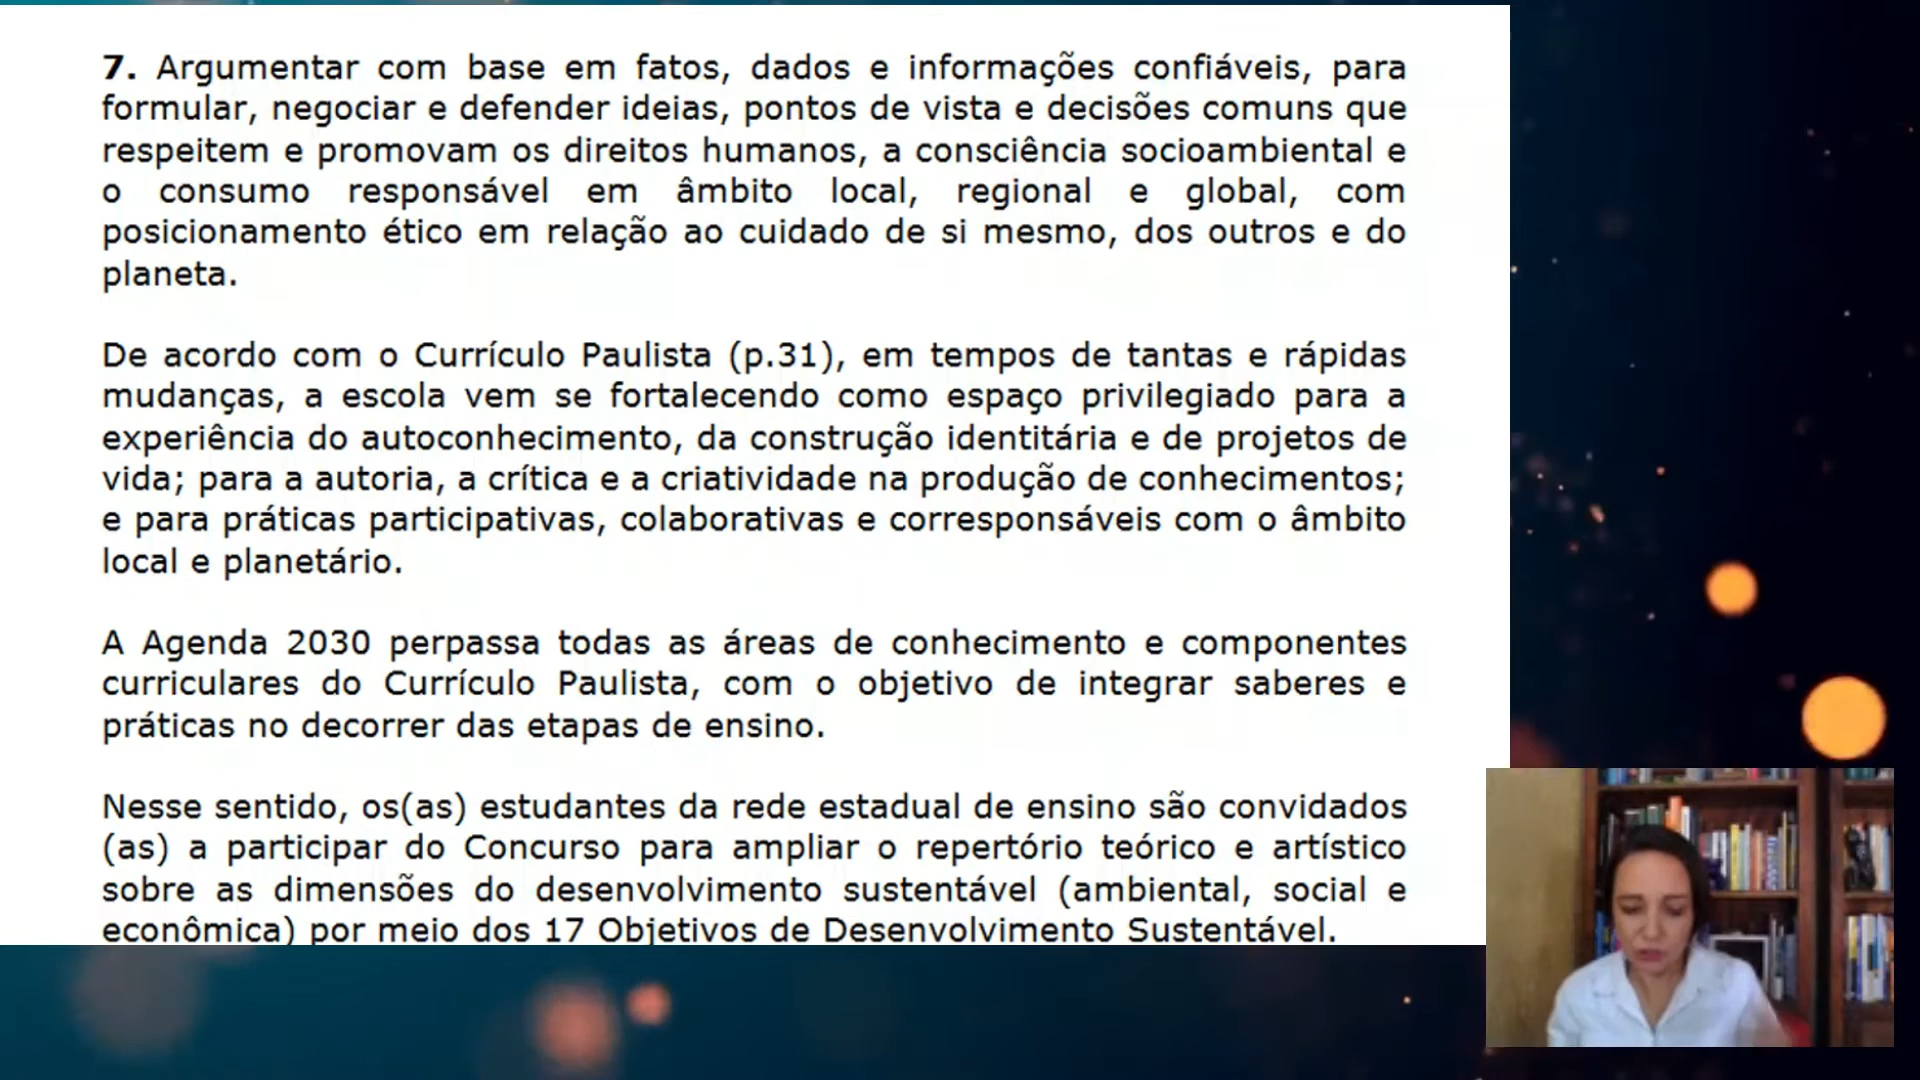 7. Argumentar com base em fatos, dados e informações confiáveis, para
formular, negociar e defender ideias, pontos de vista e decisões comuns que
respeitem e promovam os direitos humanos, a consciência socioambiental e
o consumo responsável em âmbito local, regional e global, com
posicionamento ético em relação ao cuidado de si mesmo, dos outros e do
planeta.
De acordo com o Currículo Paulista (p.31), em tempos de tantas e rápidas
mudanças, a escola vem se fortalecendo como espaço privilegiado para a
experiência do autoconhecimento, da construção identitária e de projetos de
vida; para a autoria, a crítica e a criatividade na produção de conhecimentos;
e para práticas participativas, colaborativas e corresponsáveis com o âmbito
local e planetário.
A Agenda 2030 perpassa todas as áreas de conhecimento e componentes
curriculares do Currículo Paulista, com o objetivo de integrar saberes e
práticas no decorrer das etapas de ensino.
Nesse sentido, os(as) estudantes da rede estadual de ensino são convidados
(as) a participar do Concurso para ampliar o repertório teórico e artístico
sobre as dimensões do desenvolvimento sustentável (ambiental, social e
econômica) por meio dos 17 Objetivos de Desenvolvimento Sustentável.